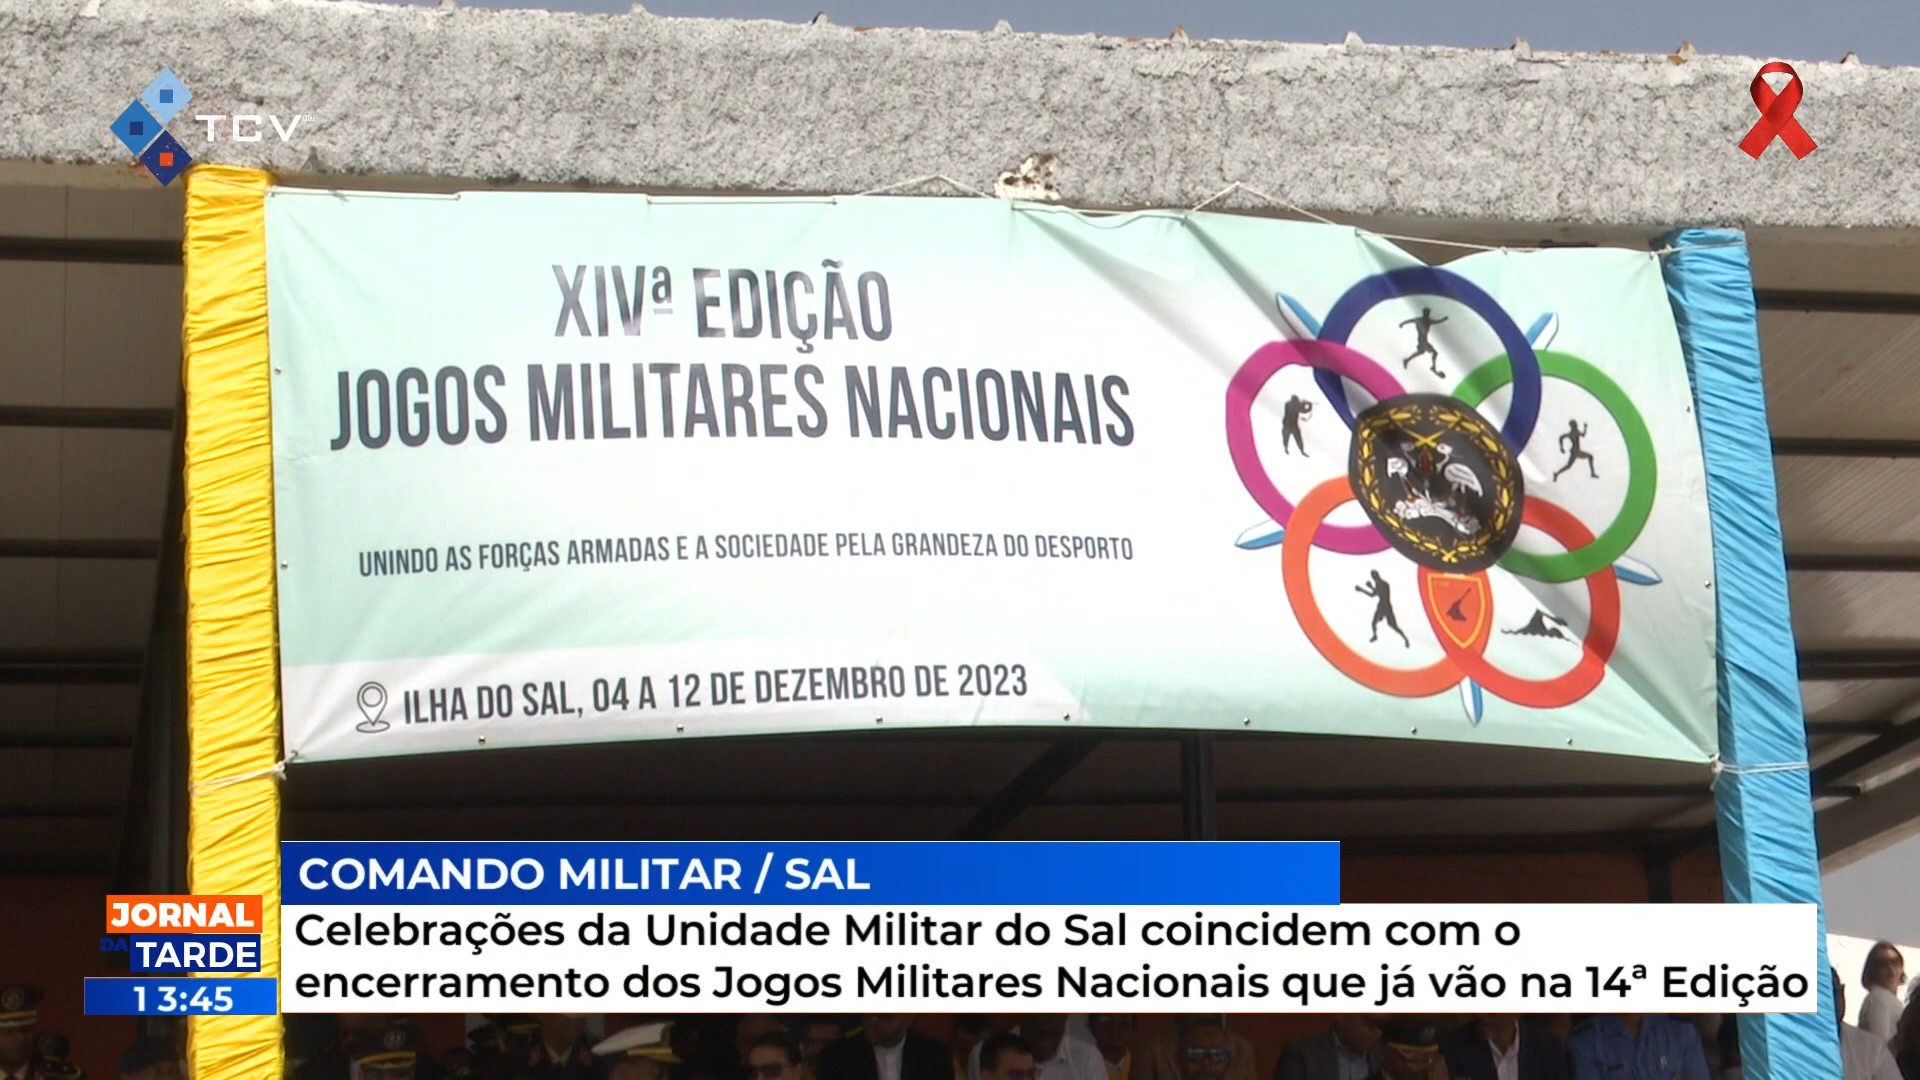 TCV
XIVª EDIÇÃO
JOGOS MILITARES NACIONAIS
UNINDO AS FORÇAS ARMADAS E A SOCIEDADE PELA GRANDEZA DO DESPORTO
ILHA DO SAL, 04 A 12 DE DEZEMBRO DE 2023
COMANDO MILITAR / SAL
Celebrações da Unidade Militar do Sal coincidem com o
encerramento dos Jogos Militares Nacionais que já vão na 14ª Edição
JORNAL
DA TARDE
13:45